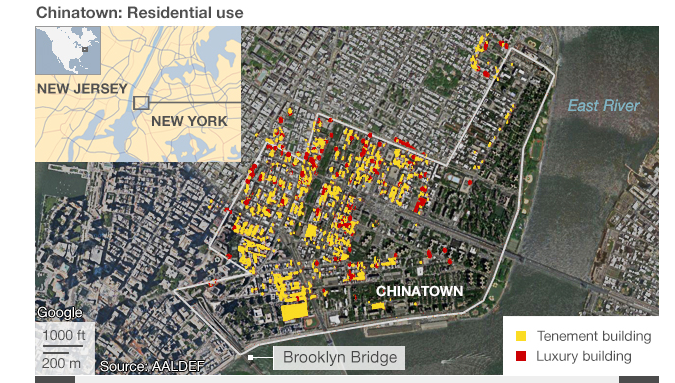 Chinatown: Residential use
NEW JERSEY
NEW YORK
East River
CHINATOWN
Google
1000 ft
200 m
Source: AALDEF
Brooklyn Bridge
Tenement building
Luxury building